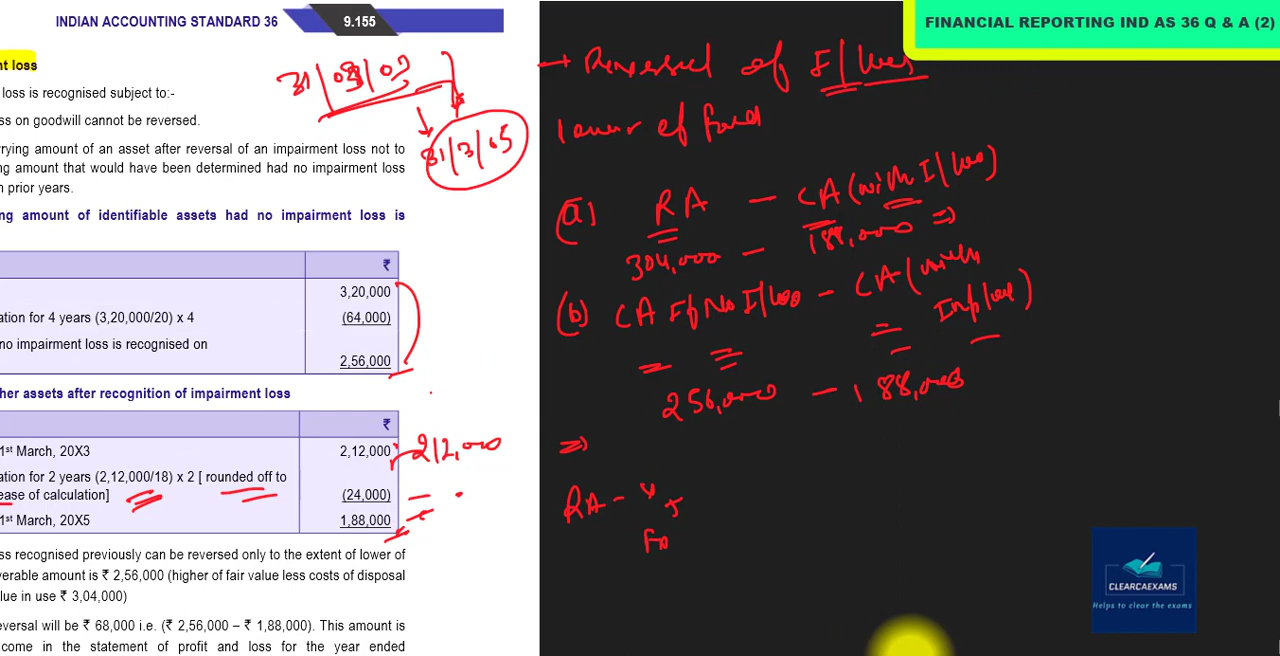 INDIAN ACCOUNTING STANDARD 36 9.155
nt loss
loss is recognised subject to:-
ss on goodwill cannot be reversed.
rrying amount of an asset after reversal of an impairment loss not to
ng amount that would have been determined had no impairment loss
n prior years.
ng amount of identifiable assets had no impairment loss is
₹
3,20,000
ation for 4 years (3,20,000/20) x 4 (64,000)
no impairment loss is recognised on
2,56,000
her assets after recognition of impairment loss
₹
1st March, 20X3 2,12,000
ation for 2 years (2,12,000/18) x 2 [ rounded off to
ease of calculation] (24,000)
1st March, 20X5 1,88,000
ss recognised previously can be reversed only to the extent of lower of
verable amount is ₹ 2,56,000 (higher of fair value less costs of disposal
lue in use ₹ 3,04,000)
eversal will be ₹ 68,000 i.e. (₹ 2,56,000 – ₹ 1,88,000). This amount is
come in the statement of profit and loss for the year ended
31/3/05
212,000
FINANCIAL REPORTING IND AS 36 Q & A (2)
→ Reversal of I/loss
lower of
(a) RA – CA (with I/loss)
304,000 – 188,000 ⇒
(b) CA If No I/loss – CA (with
Imp/loss)
256,000 – 188,000
⇒
RA –
CLEARCAEXAMS
Helps to clear the exams